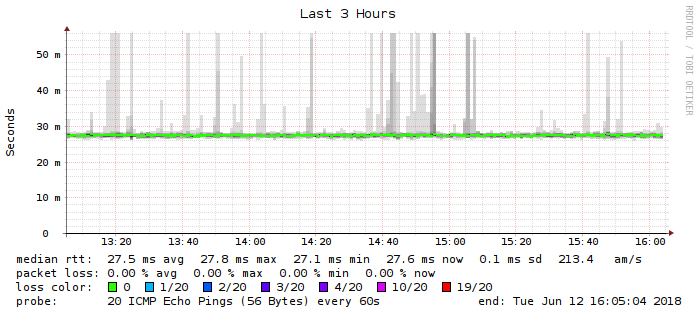 Last 3 Hours
RRDTOOL / TOBI OETIKER
Seconds
50 m
40 m
30 m
20 m
10 m
0
13:20 13:40 14:00 14:20 14:40 15:00 15:20 15:40 16:00
median rtt: 27.5 ms avg 27.8 ms max 27.1 ms min 27.6 ms now 0.1 ms sd 213.4 am/s
packet loss: 0.00 % avg 0.00 % max 0.00 % min 0.00 % now
loss color: 0 1/20 2/20 3/20 4/20 10/20 19/20
probe: 20 ICMP Echo Pings (56 Bytes) every 60s end: Tue Jun 12 16:05:04 2018